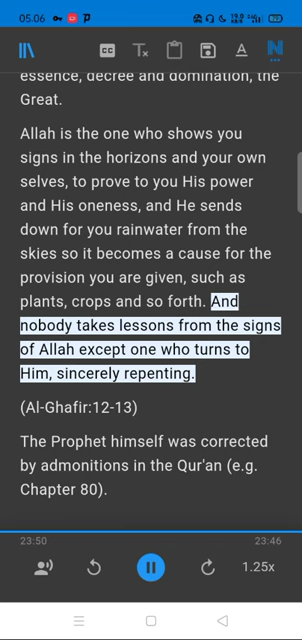 05.06
19.8
KB/s
CC
Tx
A
N
essence, decree and domination, the
Great.
Allah is the one who shows you
signs in the horizons and your own
selves, to prove to you His power
and His oneness, and He sends
down for you rainwater from the
skies so it becomes a cause for the
provision you are given, such as
plants, crops and so forth. And
nobody takes lessons from the signs
of Allah except one who turns to
Him, sincerely repenting.
(Al-Ghafir:12-13)
The Prophet himself was corrected
by admonitions in the Qur'an (e.g.
Chapter 80).
23:50
23:46
1.25x